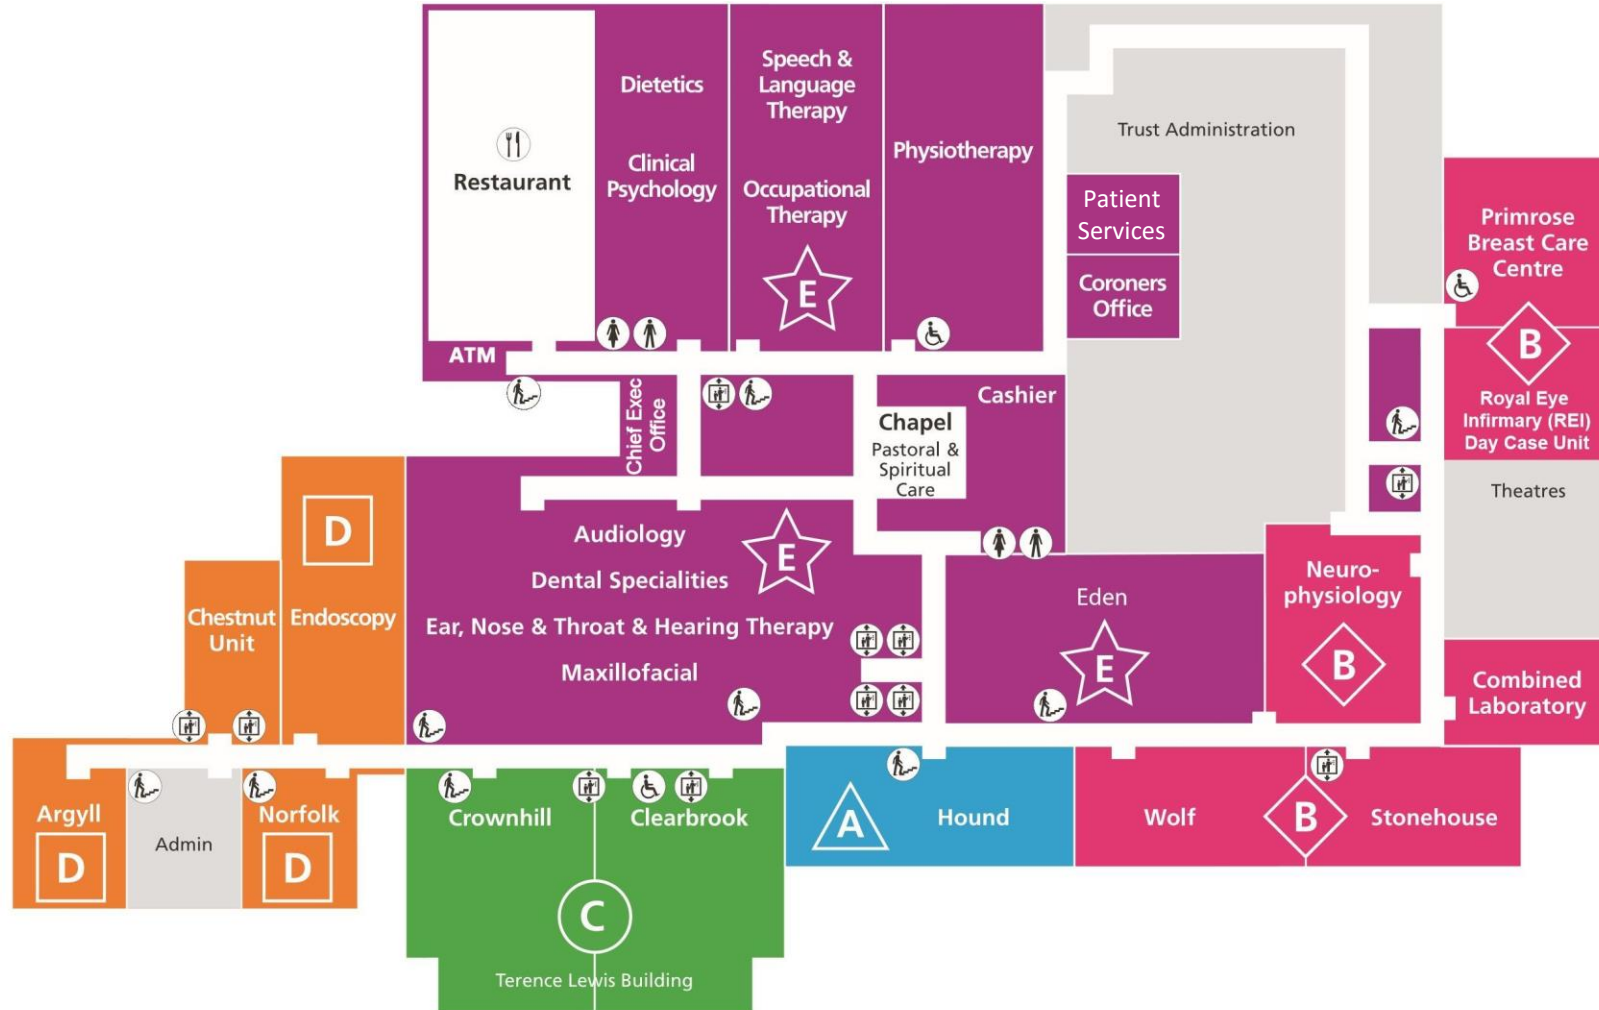 Restaurant
Dietetics
Clinical
Psychology
Speech &
Language
Therapy
Occupational
Therapy
E
Physiotherapy
Trust Administration
Patient
Services
Coroners
Office
Primrose
Breast Care
Centre
B
Royal Eye
Infirmary (REI)
Day Case Unit
Theatres
ATM
Chief Exec
Office
Cashier
Chapel
Pastoral &
Spiritual
Care
D
Chestnut
Unit
Endoscopy
Audiology
E
Dental Specialities
Ear, Nose & Throat & Hearing Therapy
Maxillofacial
Eden
E
Neuro-
physiology
B
Combined
Laboratory
Argyll
D
Admin
Norfolk
D
Crownhill
Clearbrook
C
Terence Lewis Building
A
Hound
Wolf
B
Stonehouse